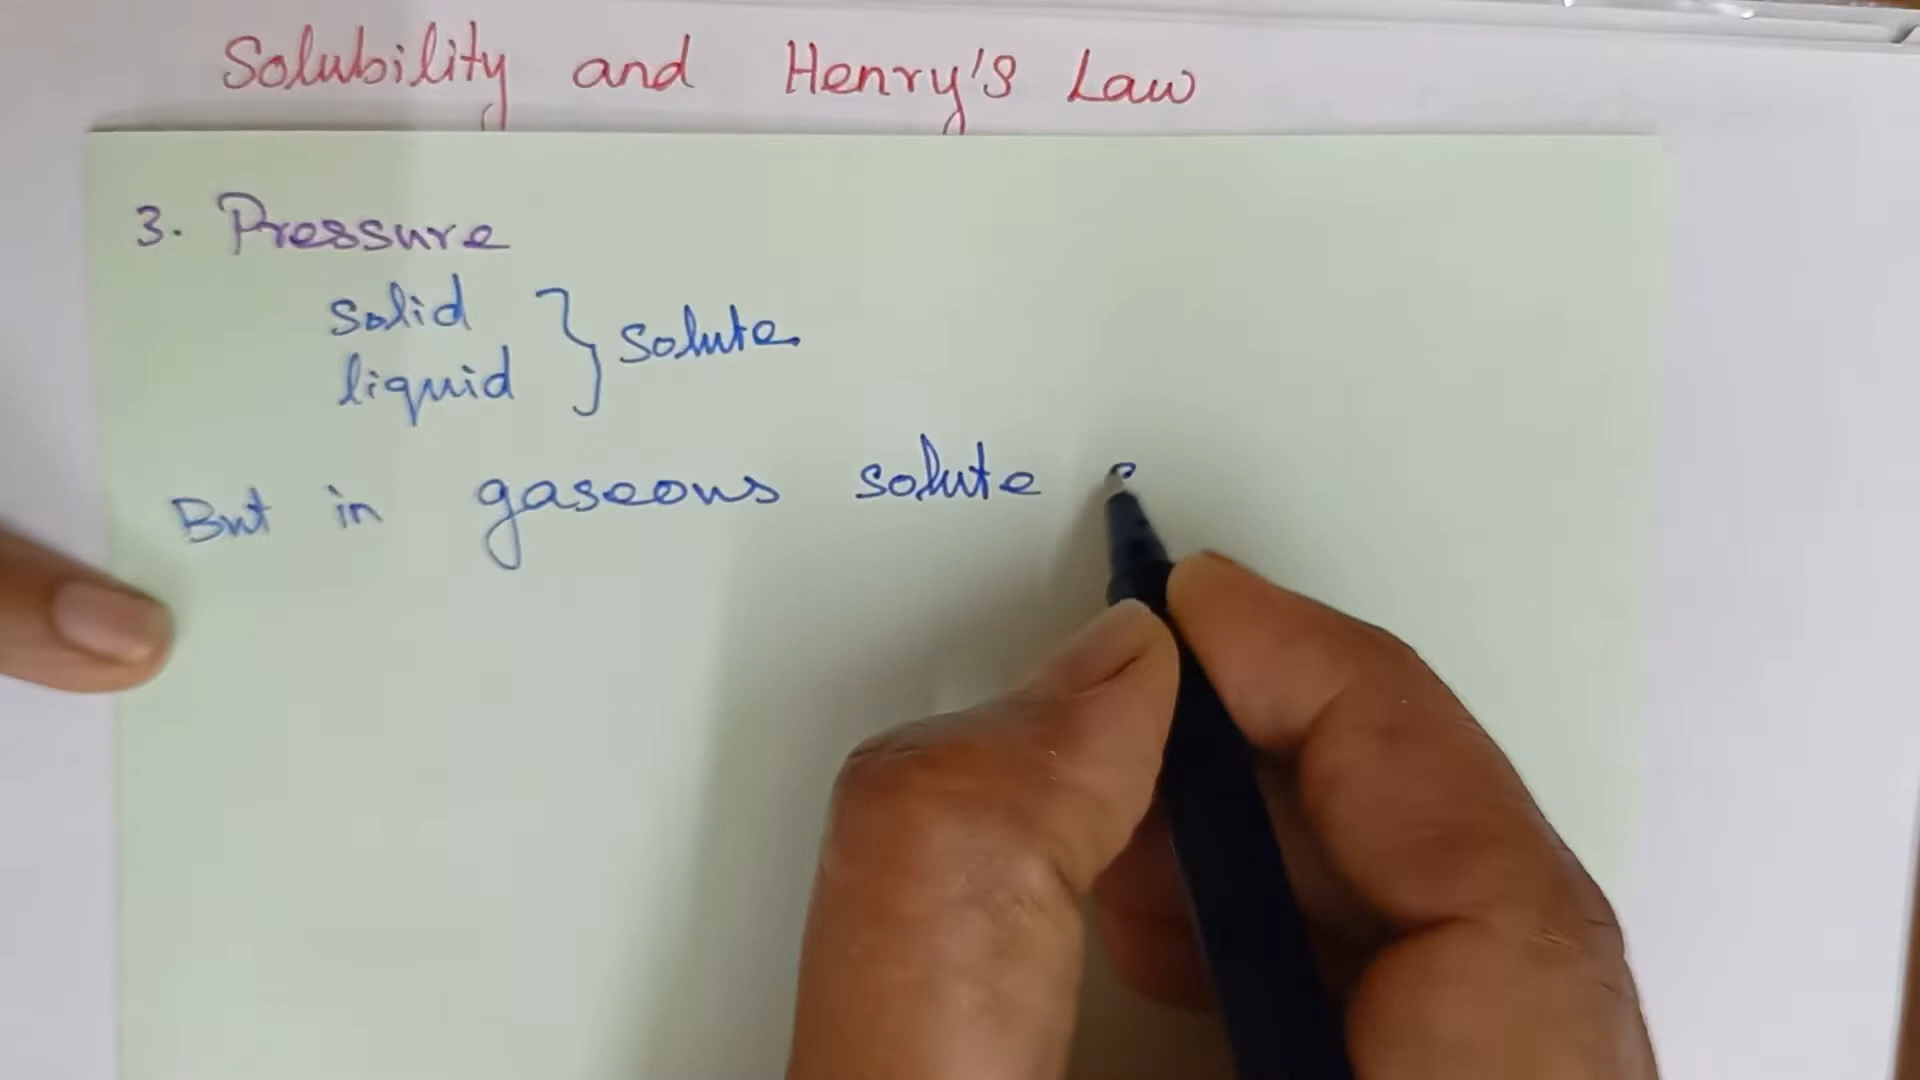 Solubility and Henry's Law
3. Pressure
solid
liquid } solute
But in gaseous solute